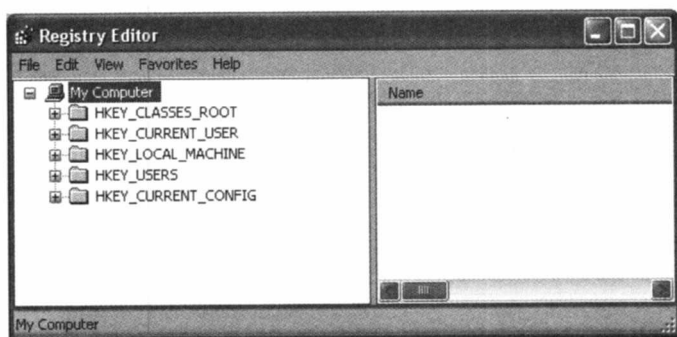 Registry Editor
File Edit View Favorites Help
My Computer
HKEY_CLASSES_ROOT
HKEY_CURRENT_USER
HKEY_LOCAL_MACHINE
HKEY_USERS
HKEY_CURRENT_CONFIG
Name
My Computer